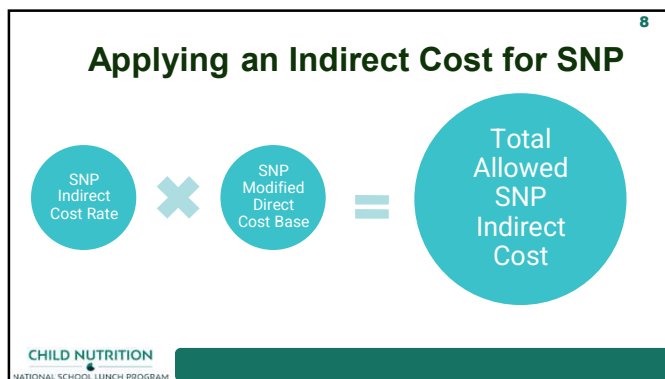 8
Applying an Indirect Cost for SNP
SNP
Indirect
Cost Rate
SNP
Modified
Direct
Cost Base
Total
Allowed
SNP
Indirect
Cost
CHILD NUTRITION
NATIONAL SCHOOL LUNCH PROGRAM